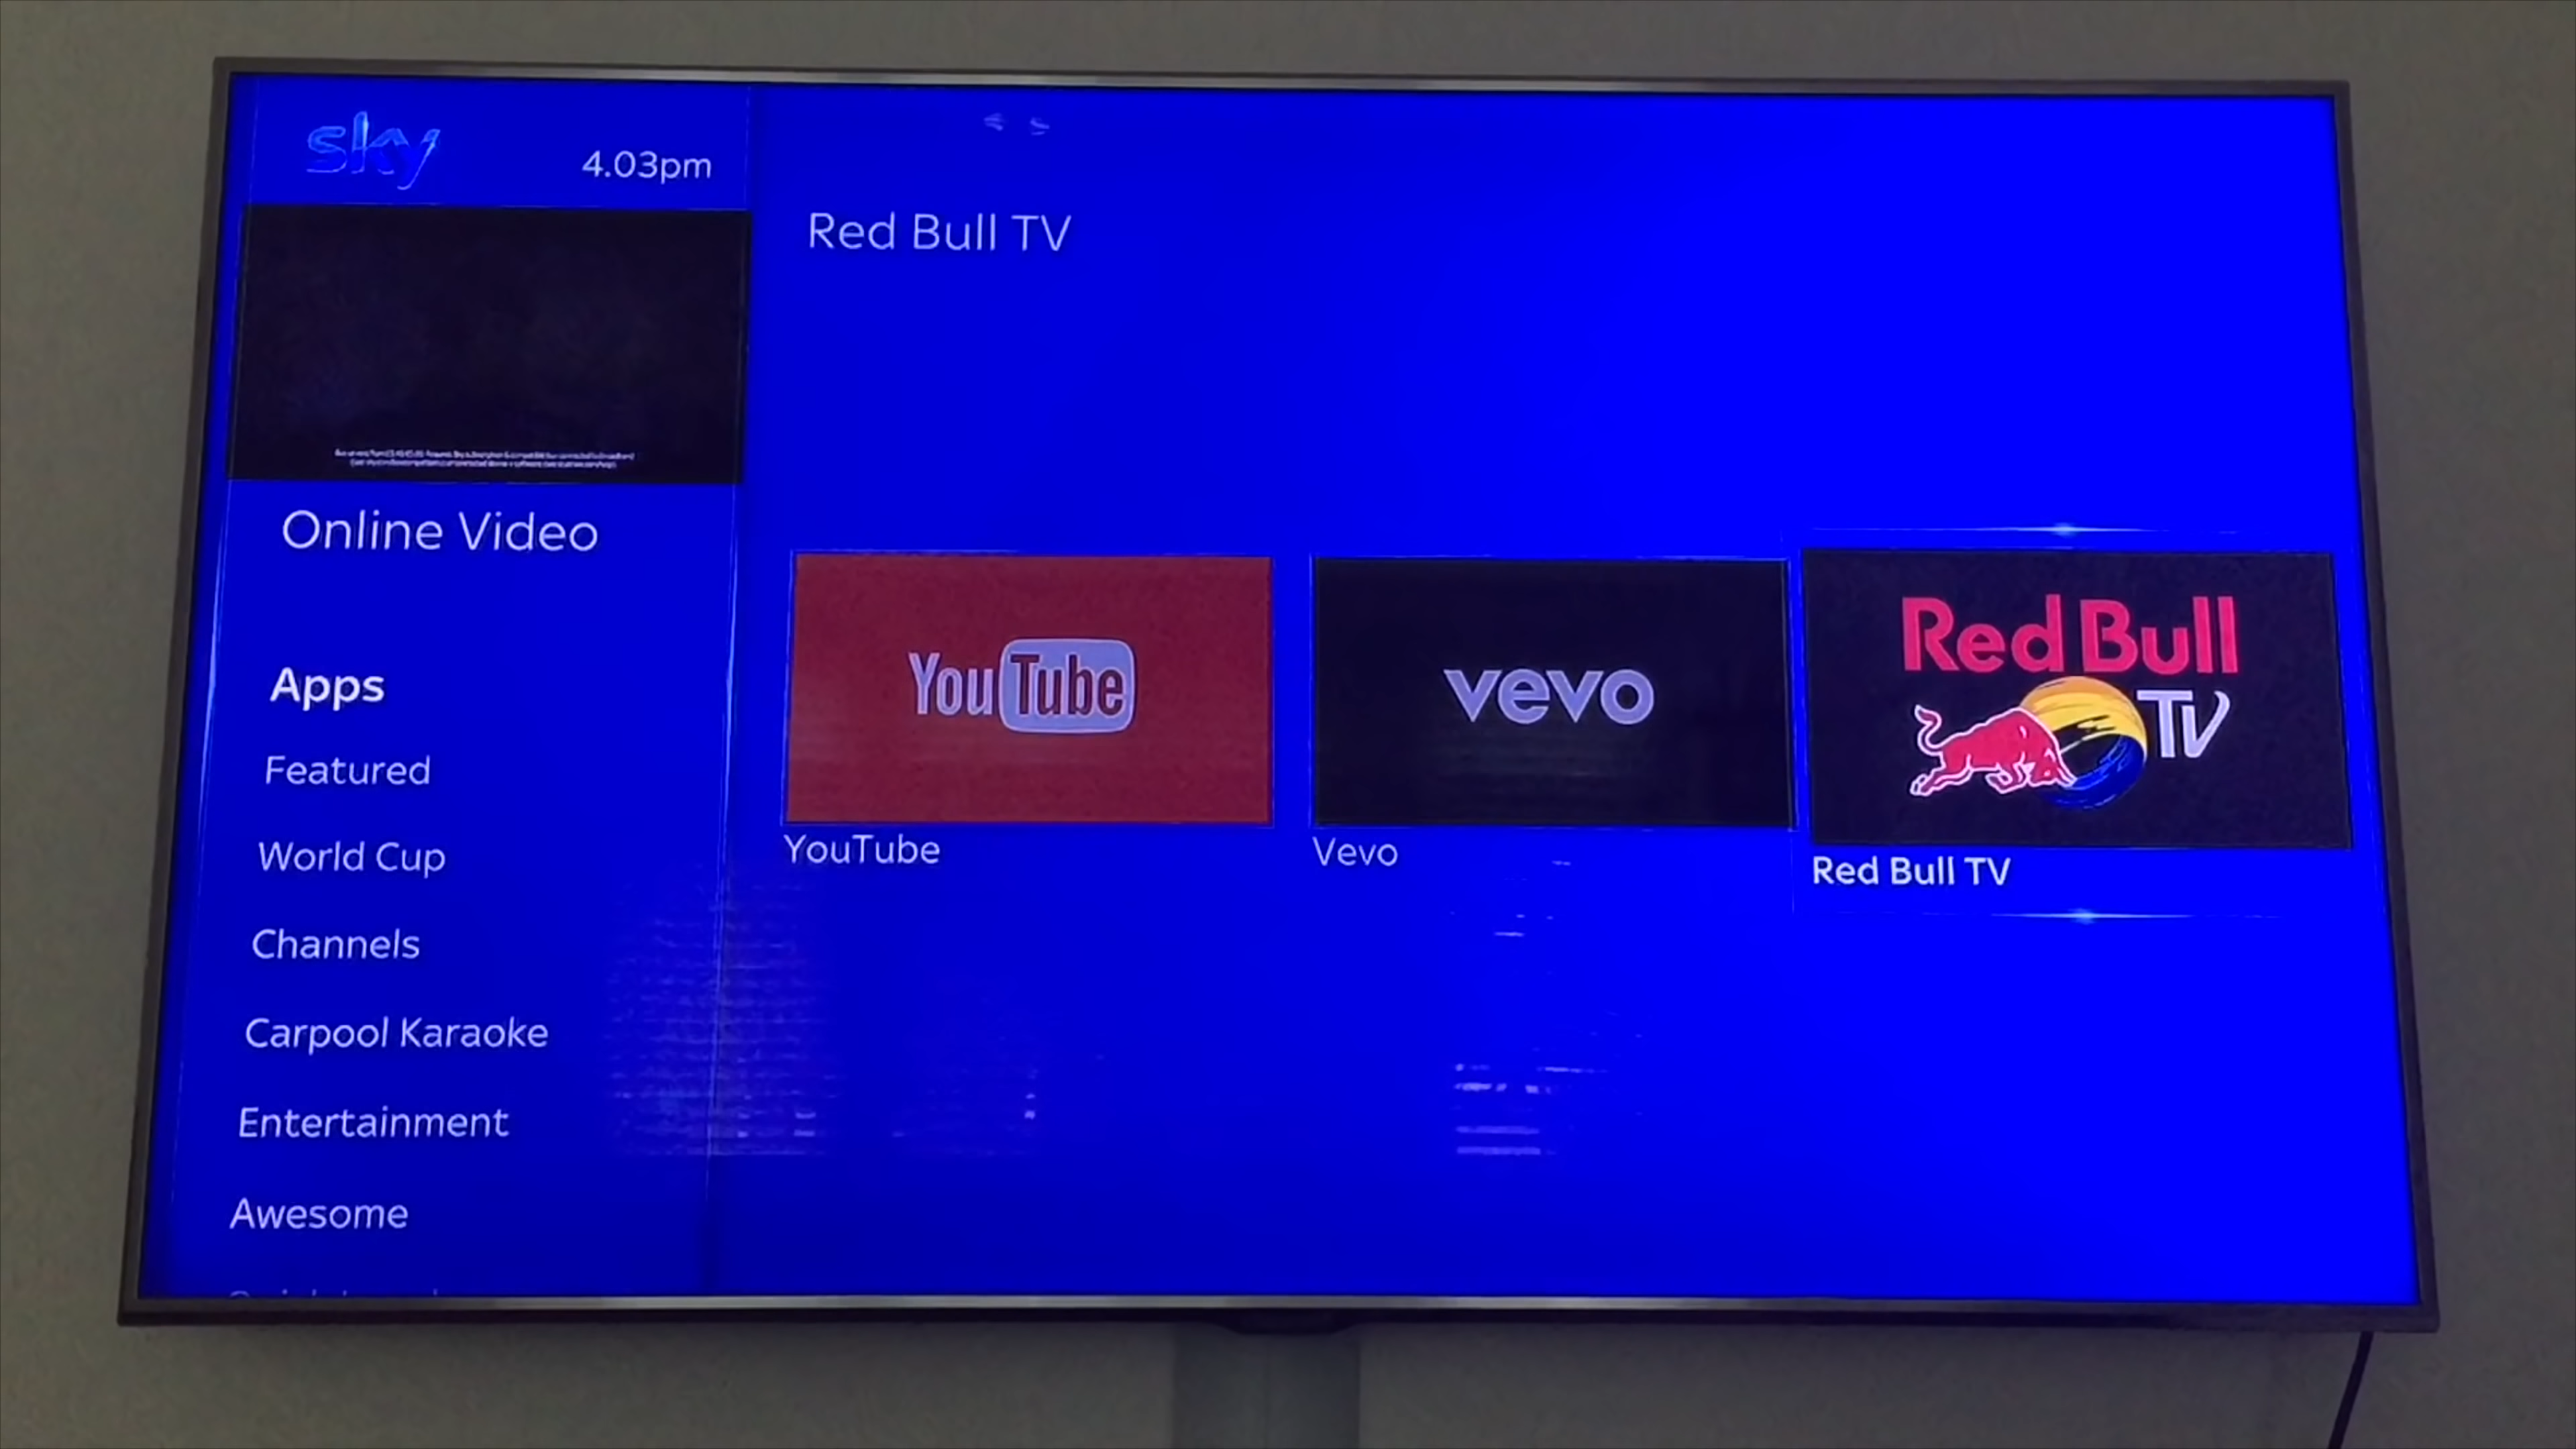 sky
4.03pm
Red Bull TV
Online Video
Apps
Featured
World Cup
Channels
Carpool Karaoke
Entertainment
Awesome
YouTube
YouTube
vevo
Vevo
Red Bull
TV
Red Bull TV